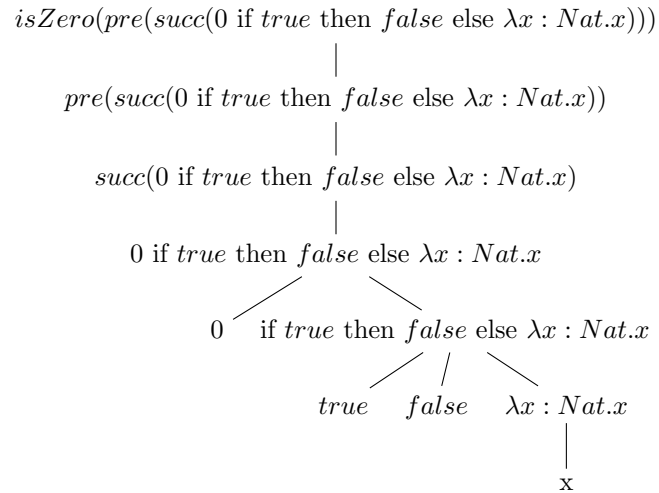 isZero(pre(succ(0 if true then false else λx : Nat.x)))
pre(succ(0 if true then false else λx : Nat.x))
succ(0 if true then false else λx : Nat.x)
0 if true then false else λx : Nat.x
0 if true then false else λx : Nat.x
true false λx : Nat.x
x